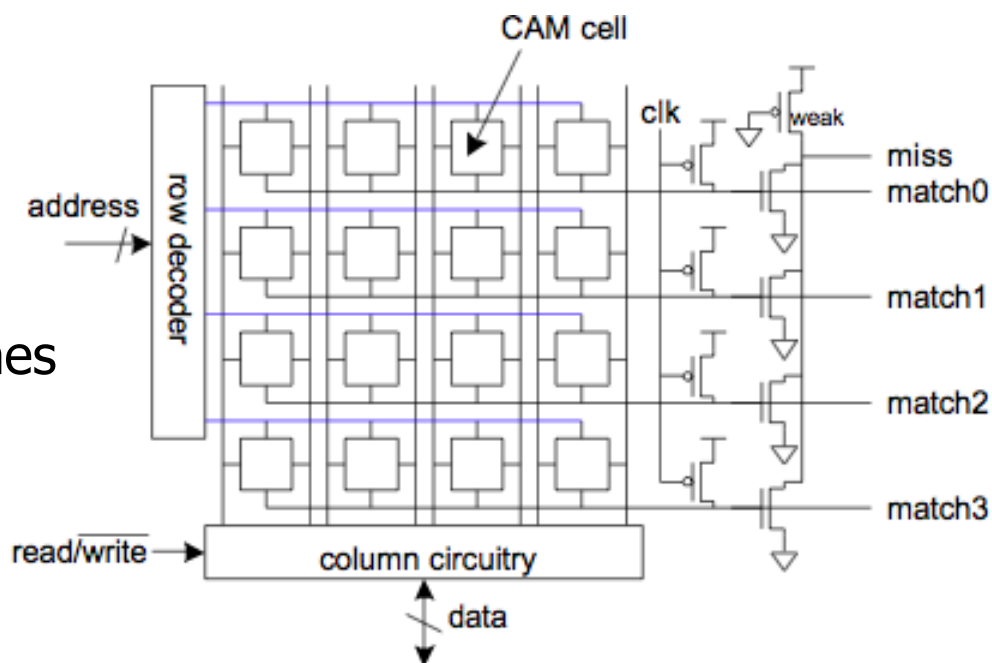 CAM cell
clk
weak
miss
match0
address
row decoder
match1
nes
match2
match3
read/write
column circuitry
data